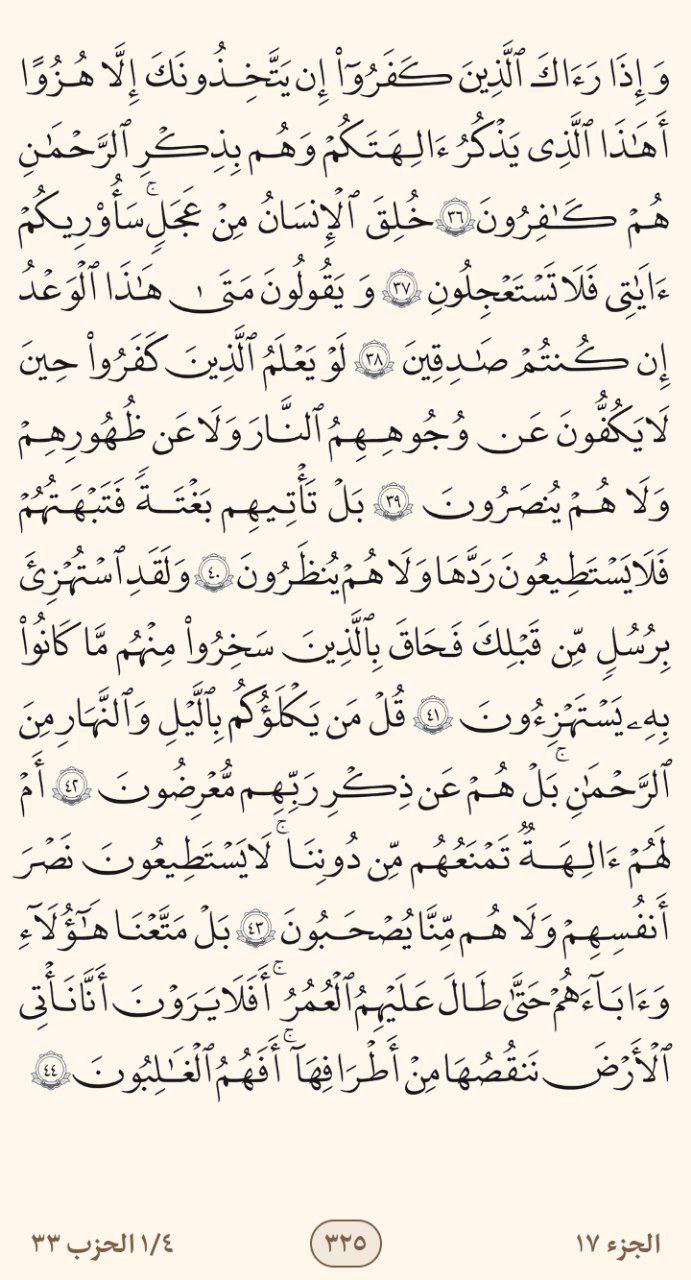 وَإِذَا رَءَاكَ ٱلَّذِينَ كَفَرُوٓا۟ إِن يَتَّخِذُونَكَ إِلَّا هُزُوًا
أَهَٰذَا ٱلَّذِى يَذْكُرُ ءَالِهَتَكُمْ وَهُم بِذِكْرِ ٱلرَّحْمَٰنِ
هُمْ كَٰفِرُونَ ٣٦ خُلِقَ ٱلْإِنسَانُ مِنْ عَجَلٍ ۚ سَأُو۟رِيكُمْ
ءَايَٰتِى فَلَا تَسْتَعْجِلُونِ ٣٧ وَيَقُولُونَ مَتَىٰ هَٰذَا ٱلْوَعْدُ
إِن كُنتُمْ صَٰدِقِينَ ٣٨ لَوْ يَعْلَمُ ٱلَّذِينَ كَفَرُوا۟ حِينَ
لَا يَكُفُّونَ عَن وُجُوهِهِمُ ٱلنَّارَ وَلَا عَن ظُهُورِهِمْ
وَلَا هُمْ يُنصَرُونَ ٣٩ بَلْ تَأْتِيهِم بَغْتَةً فَتَبْهَتُهُمْ
فَلَا يَسْتَطِيعُونَ رَدَّهَا وَلَا هُمْ يُنظَرُونَ ٤٠ وَلَقَدِ ٱسْتُهْزِئَ
بِرُسُلٍ مِّن قَبْلِكَ فَحَاقَ بِٱلَّذِينَ سَخِرُوا۟ مِنْهُم مَّا كَانُوا۟
بِهِۦ يَسْتَهْزِءُونَ ٤١ قُلْ مَن يَكْلَؤُكُم بِٱلَّيْلِ وَٱلنَّهَارِ مِنَ
ٱلرَّحْمَٰنِ ۚ بَلْ هُمْ عَن ذِكْرِ رَبِّهِم مُّعْرِضُونَ ٤٢ أَمْ
لَهُمْ ءَالِهَةٌ تَمْنَعُهُم مِّن دُونِنَا ۚ لَا يَسْتَطِيعُونَ نَصْرَ
أَنفُسِهِمْ وَلَا هُم مِّنَّا يُصْحَبُونَ ٤٣ بَلْ مَتَّعْنَا هَٰٓؤُلَآءِ
وَءَابَآءَهُمْ حَتَّىٰ طَالَ عَلَيْهِمُ ٱلْعُمُرُ ۗ أَفَلَا يَرَوْنَ أَنَّا نَأْتِى
ٱلْأَرْضَ نَنقُصُهَا مِنْ أَطْرَافِهَآ ۚ أَفَهُمُ ٱلْغَٰلِبُونَ ٤٤
الجزء ١٧
٣٢٥
١/٤ الحزب ٣٣